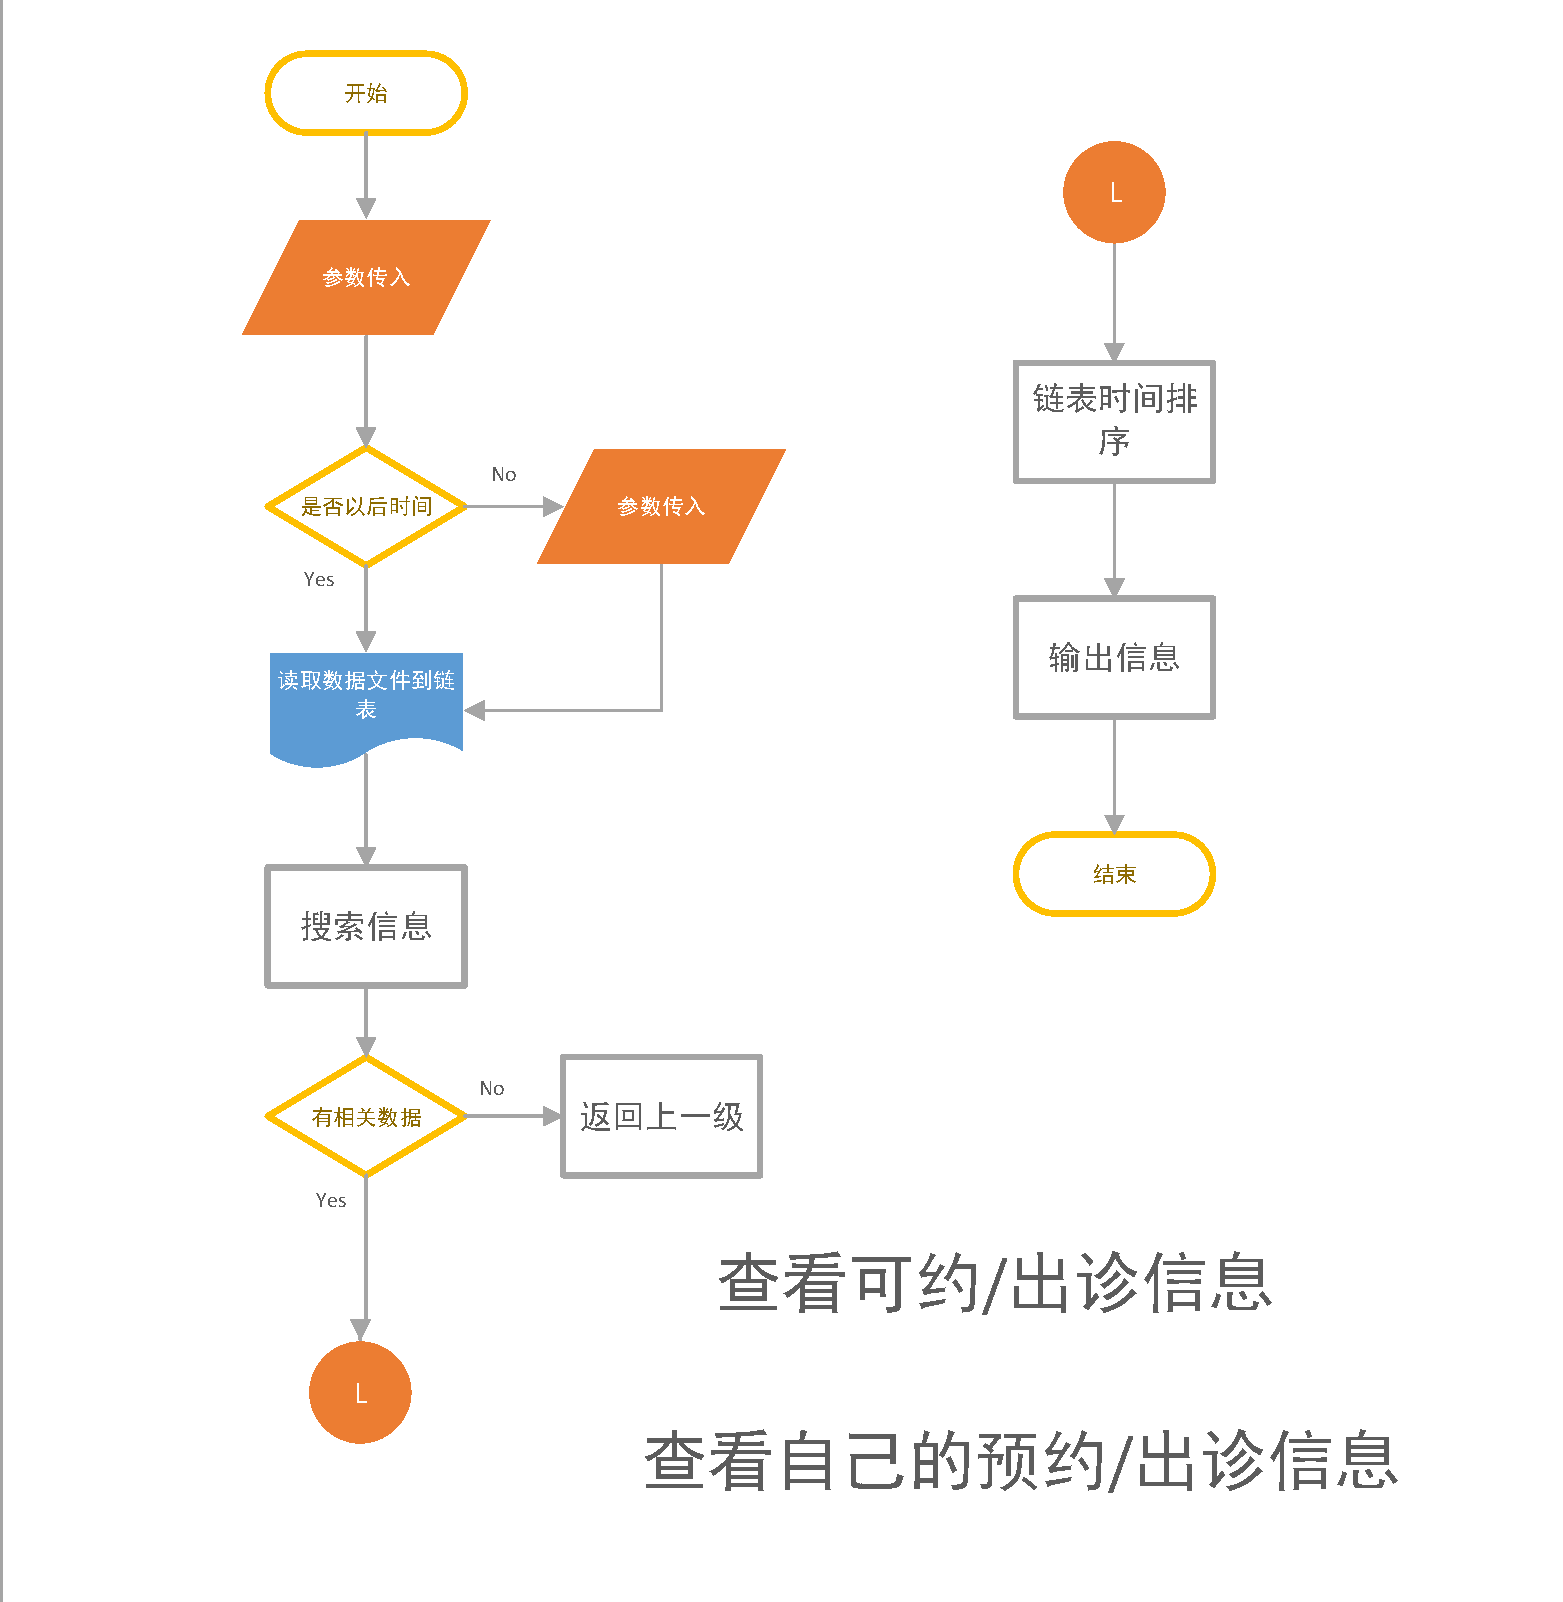 开始
参数传入
是否以后时间
No
参数传入
Yes
读取数据文件到链
表
搜索信息
有相关数据
No
返回上一级
Yes
L
L
链表时间排
序
输出信息
结束
查看可约/出诊信息
查看自己的预约/出诊信息